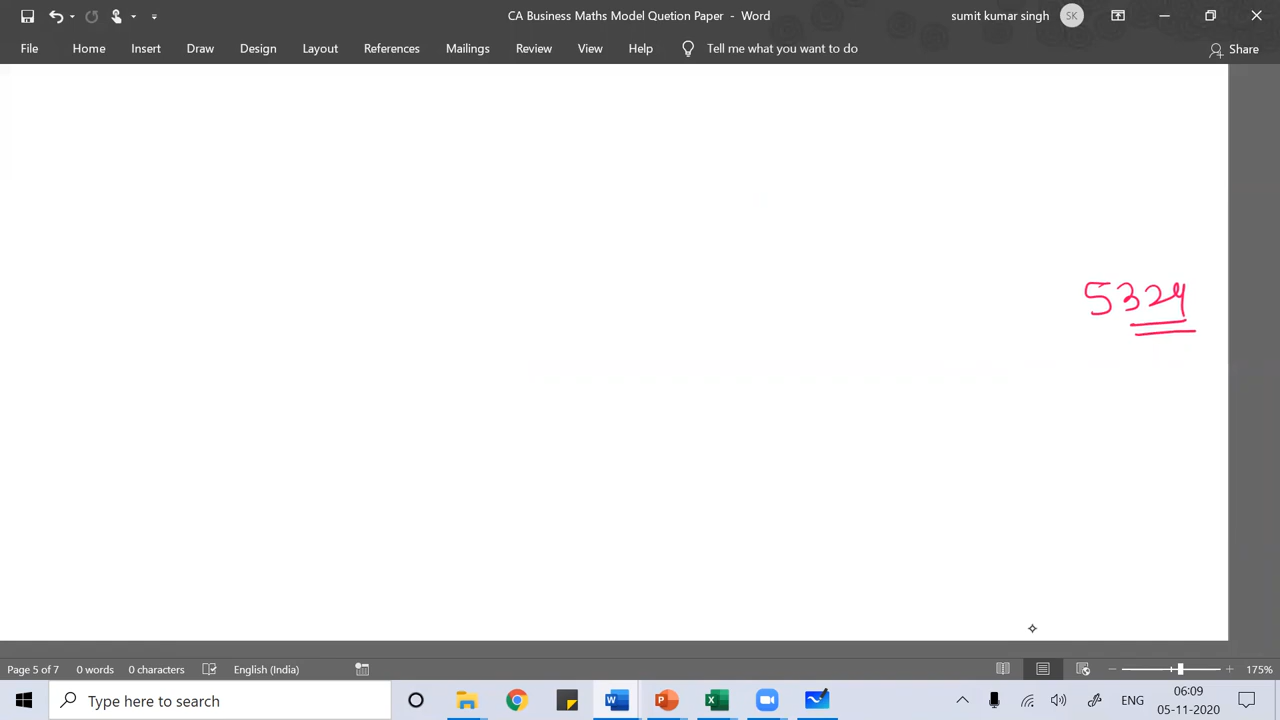 CA Business Maths Model Quetion Paper - Word
sumit kumar singh
SK
File Home Insert Draw Design Layout References Mailings Review View Help Tell me what you want to do Share
5324
Page 5 of 7 0 words 0 characters English (India) 175%
Type here to search
ENG
06:09
05-11-2020